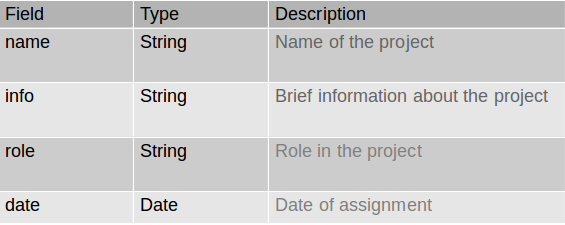 Field Type Description
name String Name of the project
info String Brief information about the project
role String Role in the project
date Date Date of assignment